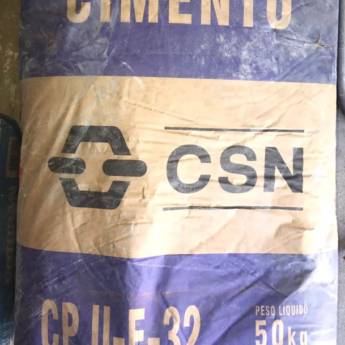 CIMENTO
CSN
CP II-E-32
PESO LÍQUIDO
50kg